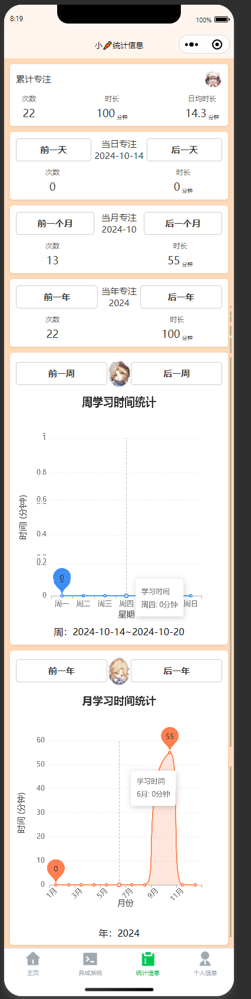 8:19
100%
小🥕统计信息
累计专注
次数 时长 日均时长
22 100 分钟 14.3 分钟
前一天 当日专注 后一天
2024-10-14
次数 时长
0 0 分钟
前一个月 当月专注 后一个月
2024-10
次数 时长
13 55 分钟
前一年 当年专注 后一年
2024
次数 时长
22 100 分钟
前一周 后一周
周学习时间统计
1
0.8
0.6
0.4
0.2
0
时间 (分钟)
0
学习时间
周四: 0分钟
周一 周二 周三 周四 周日
星期
周：2024-10-14~2024-10-20
前一年 后一年
月学习时间统计
60
50
40
30
20
10
0
时间 (分钟)
55
学习时间
6月: 0分钟
0
1月 3月 5月 7月 9月 11月
月份
年：2024
主页 养成系统 统计信息 个人信息